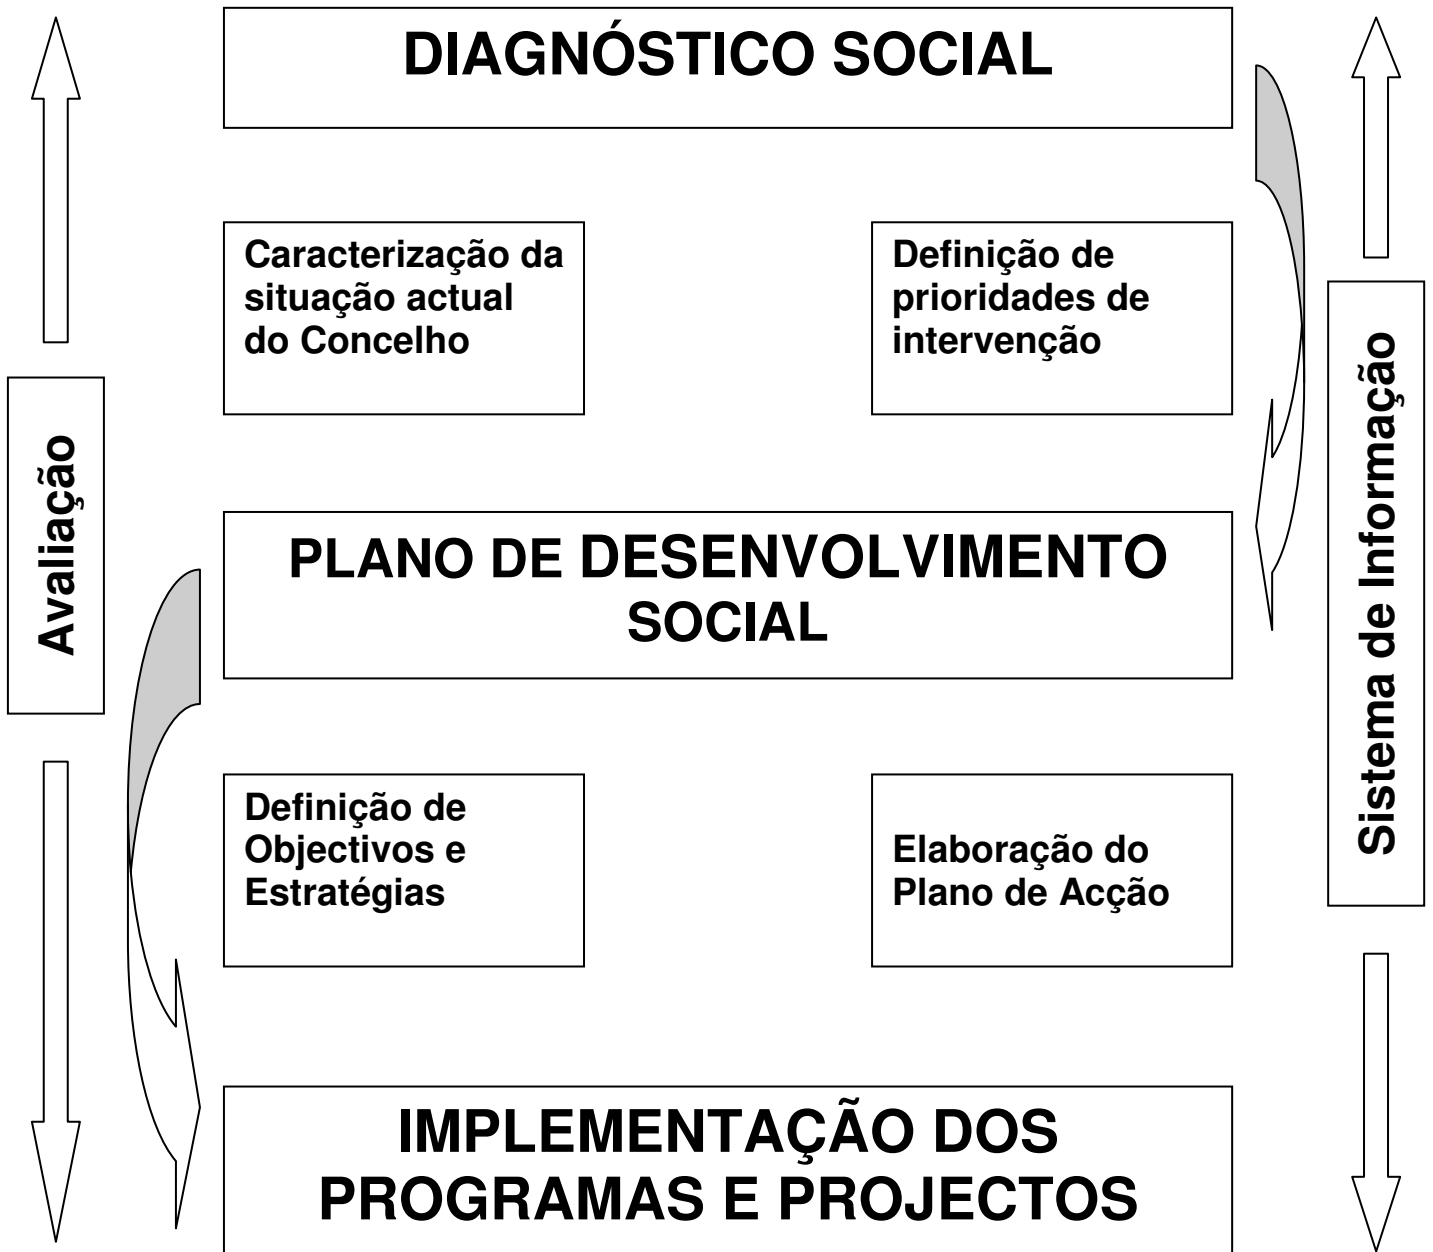 DIAGNÓSTICO SOCIAL
Caracterização da
situação actual
do Concelho
Definição de
prioridades de
intervenção
Avaliação
Sistema de Informação
PLANO DE DESENVOLVIMENTO
SOCIAL
Definição de
Objectivos e
Estratégias
Elaboração do
Plano de Acção
IMPLEMENTAÇÃO DOS
PROGRAMAS E PROJECTOS